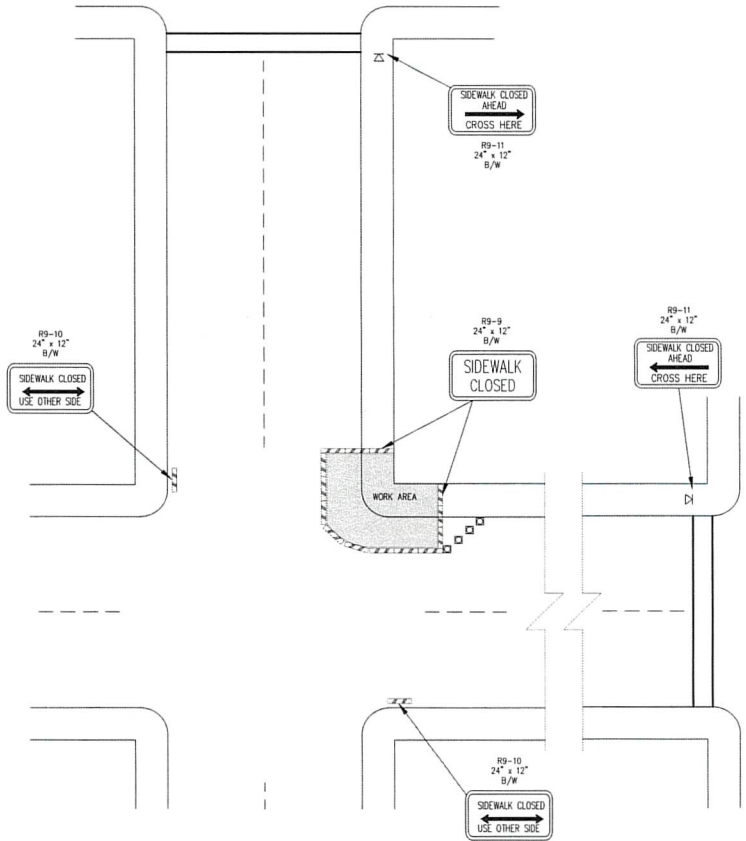 SIDEWALK CLOSED
AHEAD
CROSS HERE
R9-11
24" x 12"
B/W
R9-10
24" x 12"
B/W
SIDEWALK CLOSED
USE OTHER SIDE
R9-9
24" x 12"
B/W
SIDEWALK
CLOSED
R9-11
24" x 12"
B/W
SIDEWALK CLOSED
AHEAD
CROSS HERE
WORK AREA
R9-10
24" x 12"
B/W
SIDEWALK CLOSED
USE OTHER SIDE